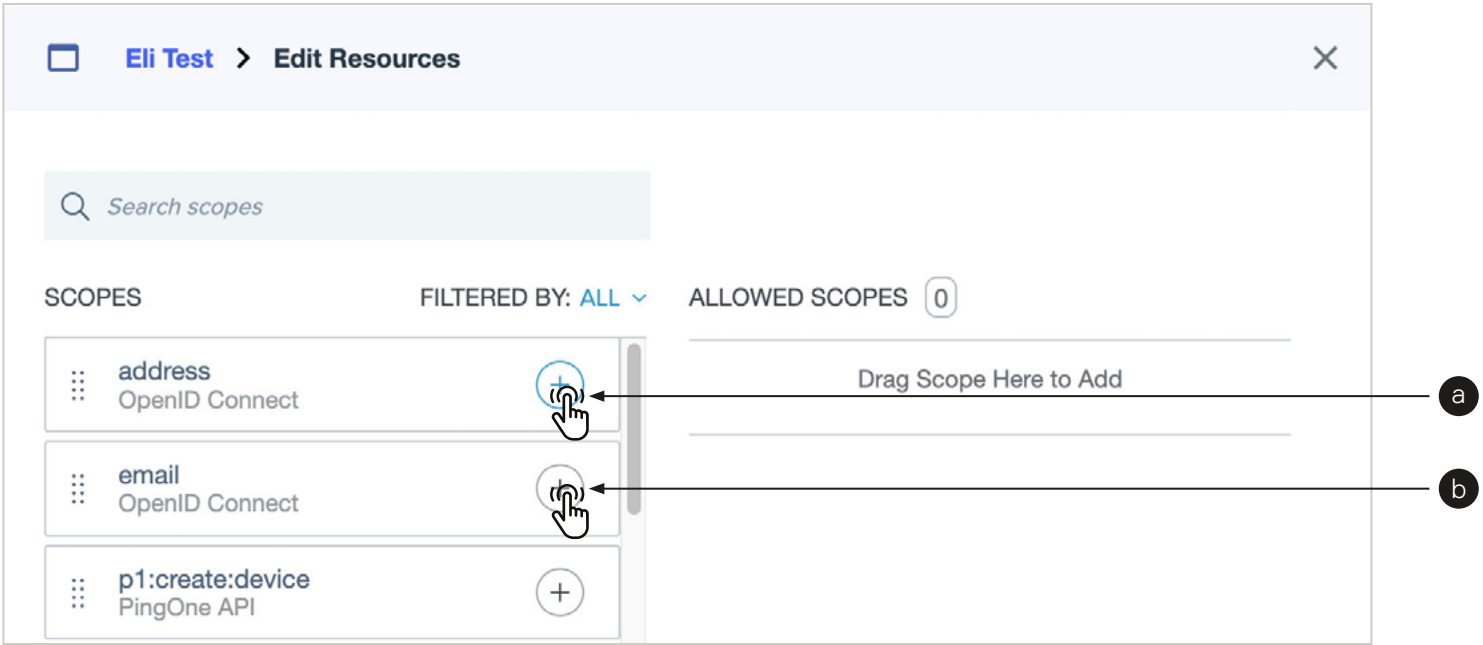 Eli Test > Edit Resources
Search scopes
SCOPES FILTERED BY: ALL ALLOWED SCOPES 0
address
OpenID Connect
Drag Scope Here to Add
a
email
OpenID Connect
b
p1:create:device
PingOne API